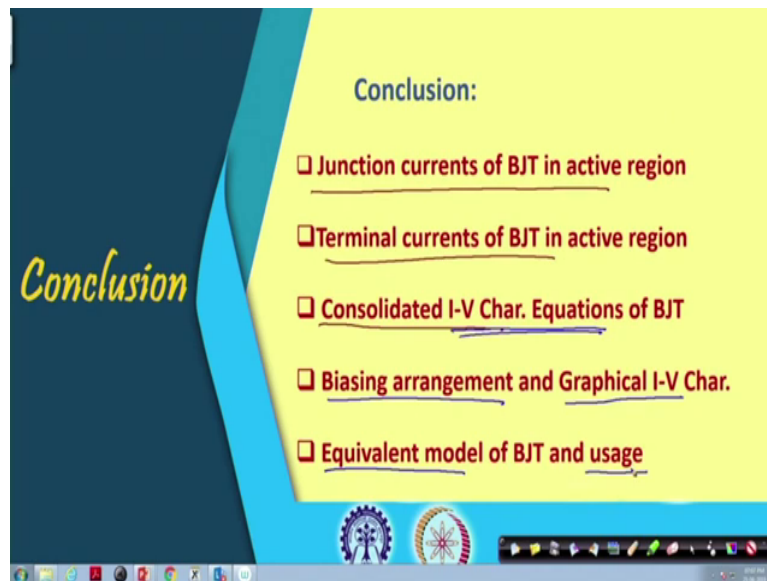 Conclusion
Conclusion:
❑ Junction currents of BJT in active region
❑Terminal currents of BJT in active region
❑ Consolidated I-V Char. Equations of BJT
❑ Biasing arrangement and Graphical I-V Char.
❑ Equivalent model of BJT and usage